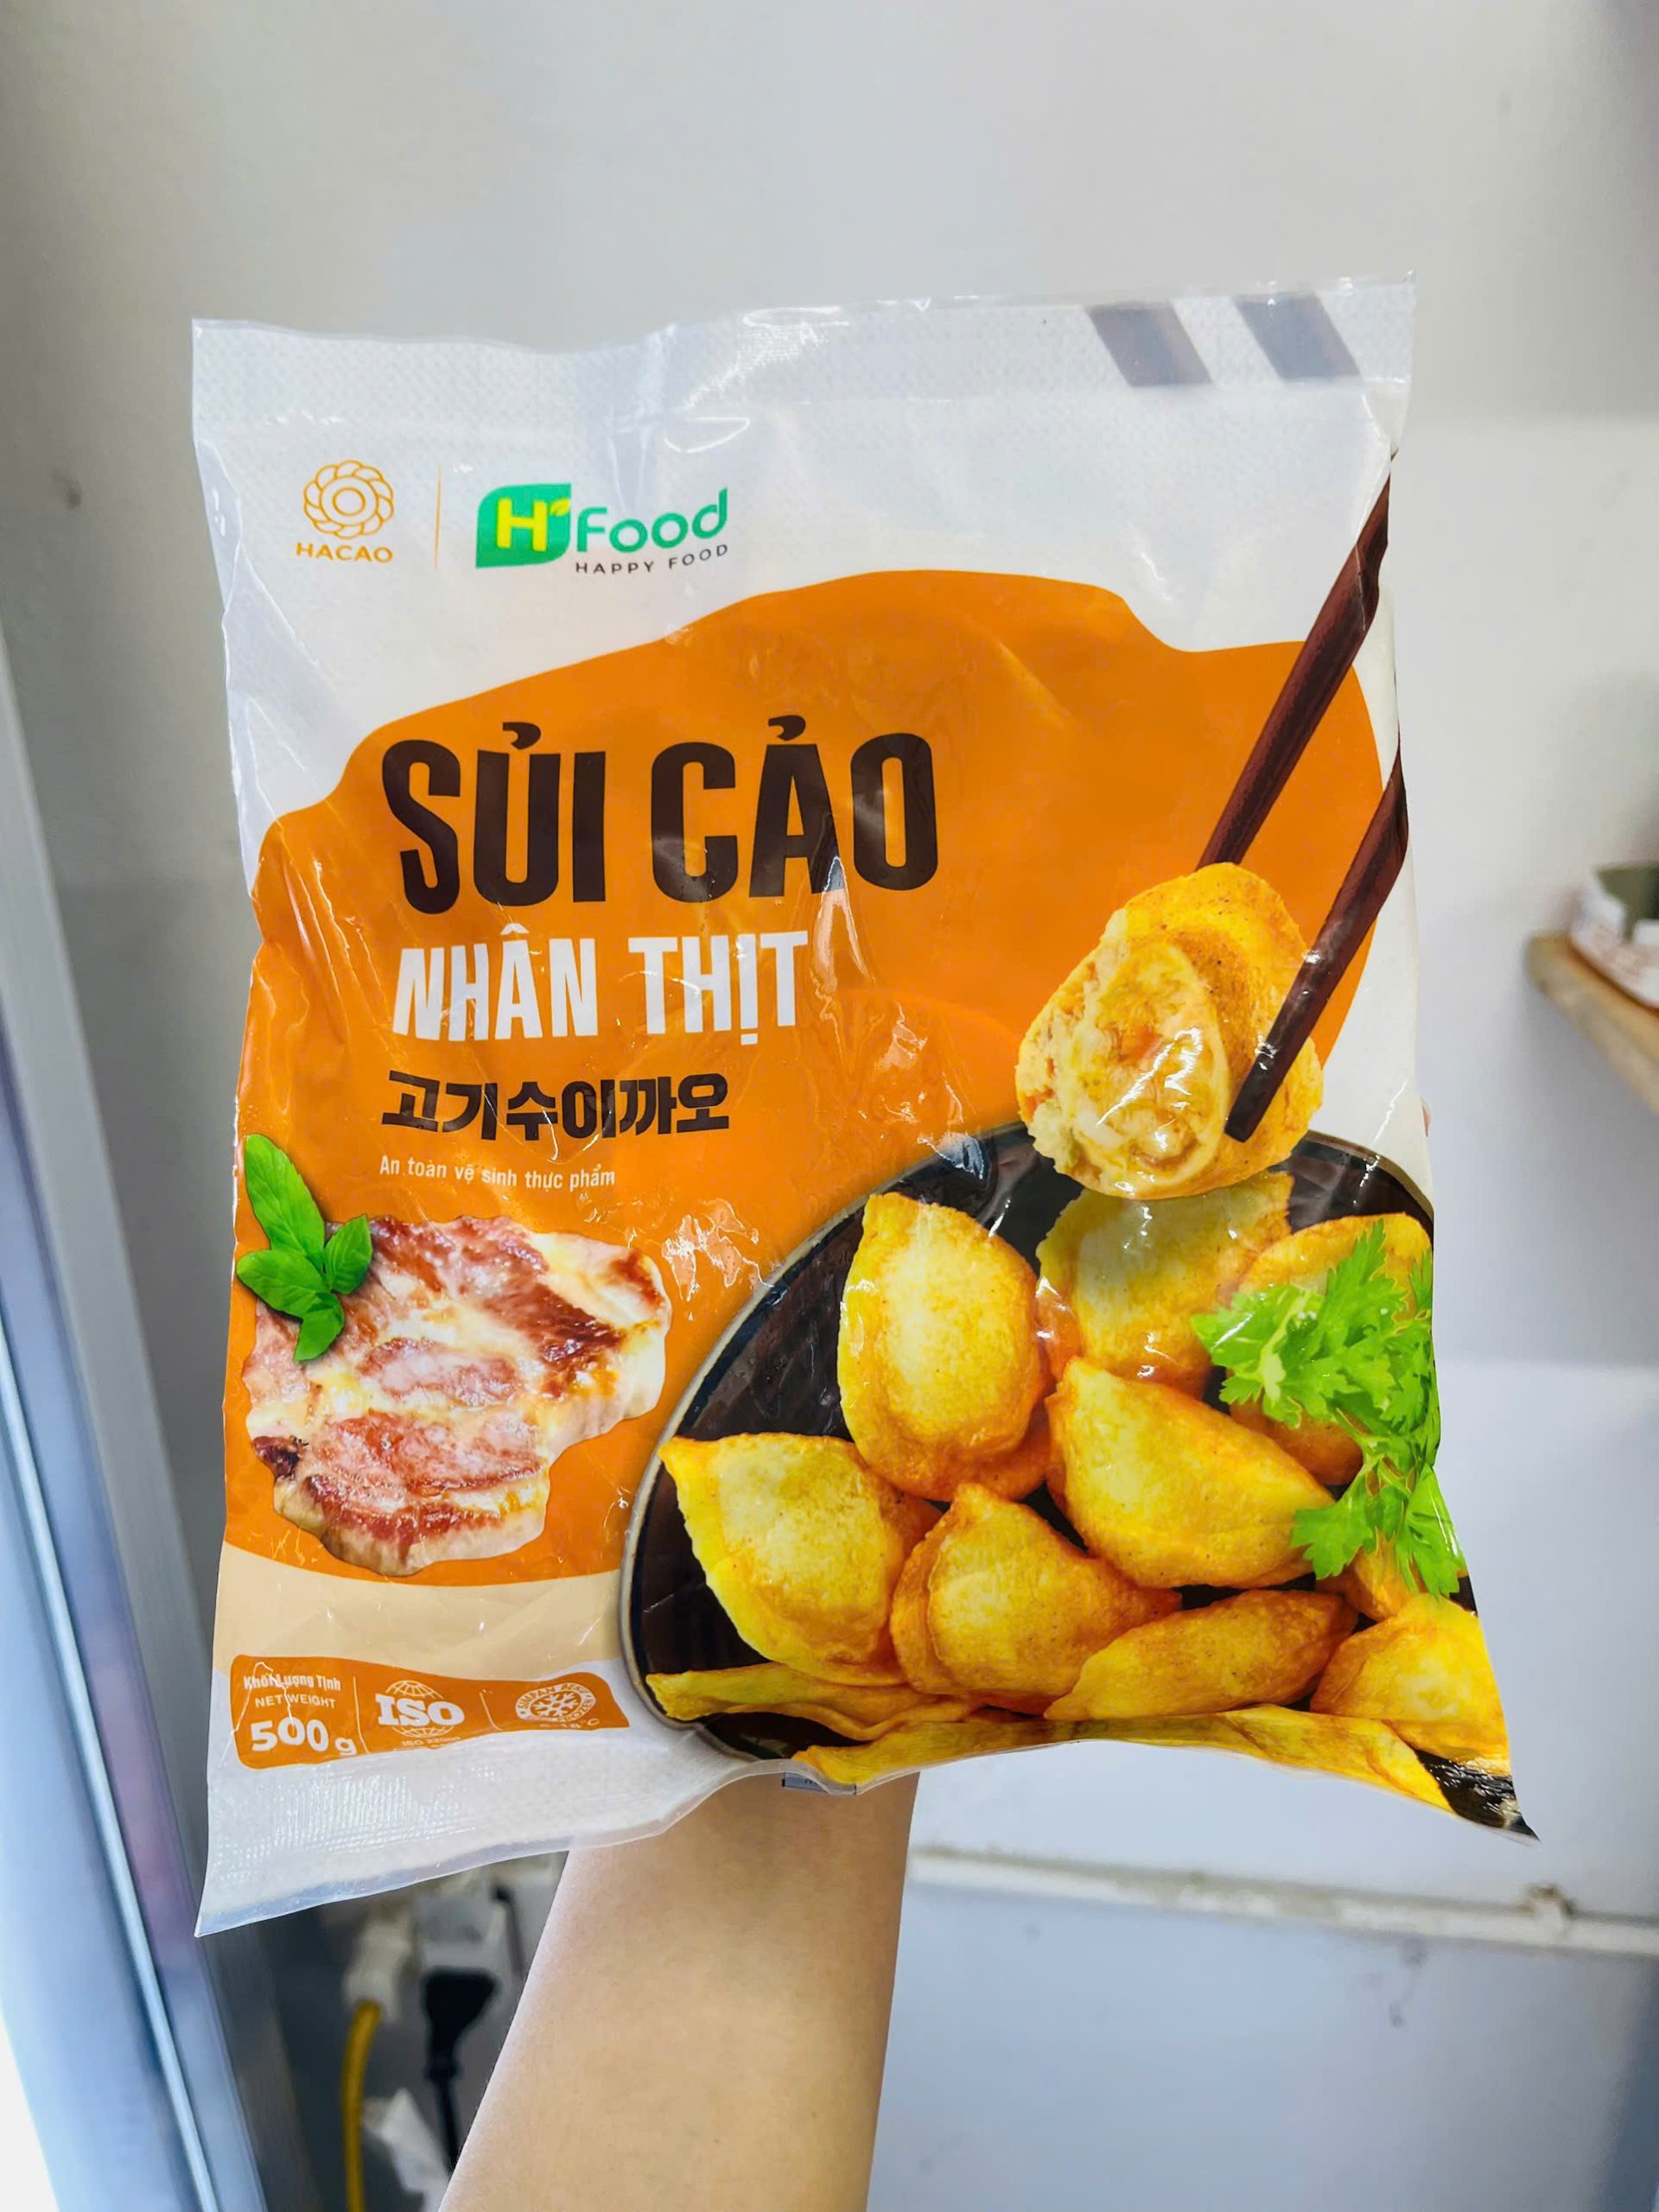 HACAO
H Food
HAPPY FOOD
SỦI CẢO
NHÂN THỊT
고기수이까오
An toàn vệ sinh thực phẩm
Khối Lượng Tịnh
NET WEIGHT
500 g
ISO